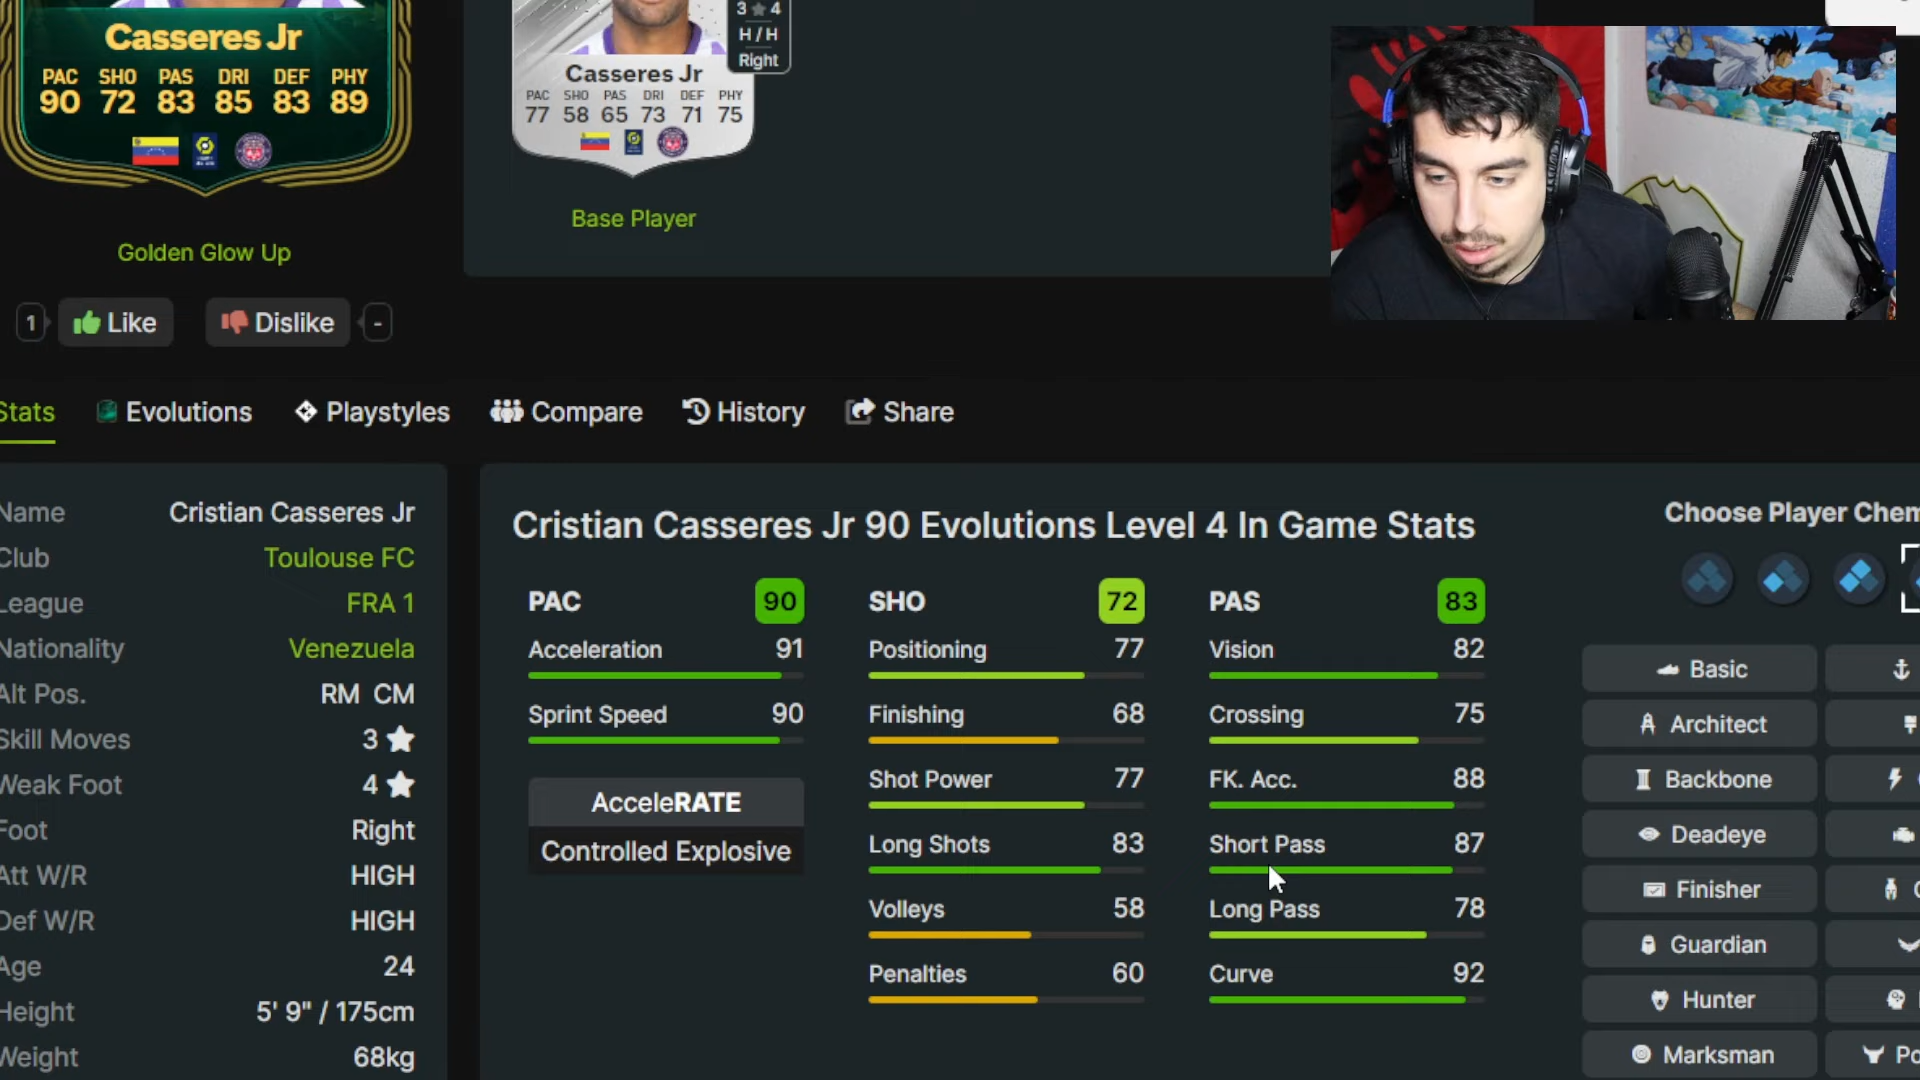 Casseres Jr
PAC SHO PAS DRI DEF PHY
90 72 83 85 83 89
Golden Glow Up
1 Like Dislike -
3 4
H / H
Right
Casseres Jr
PAC SHO PAS DRI DEF PHY
77 58 65 73 71 75
Base Player
Stats Evolutions Playstyles Compare History Share
Name Cristian Casseres Jr
Club Toulouse FC
League FRA 1
Nationality Venezuela
Alt Pos. RM CM
Skill Moves 3
Weak Foot 4
Foot Right
Att W/R HIGH
Def W/R HIGH
Age 24
Height 5' 9" / 175cm
Weight 68kg
Cristian Casseres Jr 90 Evolutions Level 4 In Game Stats
PAC 90
Acceleration 91
Sprint Speed 90
AcceleRATE
Controlled Explosive
SHO 72
Positioning 77
Finishing 68
Shot Power 77
Long Shots 83
Volleys 58
Penalties 60
PAS 83
Vision 82
Crossing 75
FK. Acc. 88
Short Pass 87
Long Pass 78
Curve 92
Choose Player Chem
Basic
Architect
Backbone
Deadeye
Finisher
Guardian
Hunter
Marksman